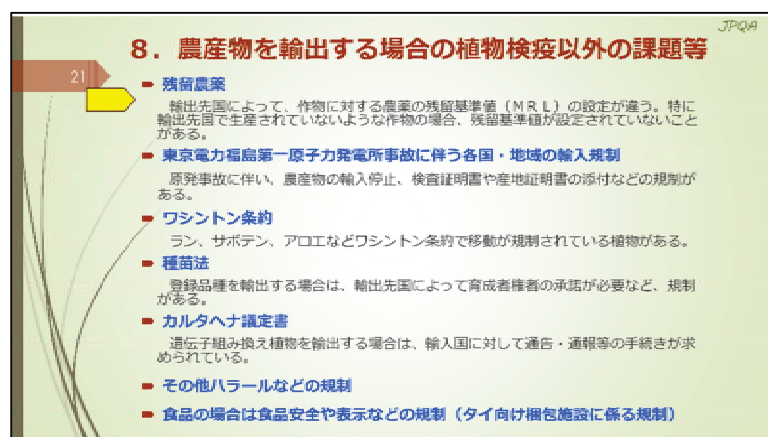 JPQA
8．農産物を輸出する場合の植物検疫以外の課題等
21
残留農薬
輸出先国によって、作物に対する農薬の残留基準値（ＭＲＬ）の設定が違う。特に
輸出先国で生産されていないような作物の場合、残留基準値が設定されていないこと
がある。
東京電力福島第一原子力発電所事故に伴う各国・地域の輸入規制
原発事故に伴い、農産物の輸入停止、検査証明書や産地証明書の添付などの規制が
ある。
ワシントン条約
ラン、サボテン、アロエなどワシントン条約で移動が規制されている植物がある。
種苗法
登録品種を輸出する場合は、輸出先国によって育成者権者の承諾が必要など、規制
がある。
カルタヘナ議定書
遺伝子組み換え植物を輸出する場合は、輸入国に対して通告・通報等の手続きが求
められている。
その他ハラールなどの規制
食品の場合は食品安全や表示などの規制（タイ向け梱包施設に係る規制）